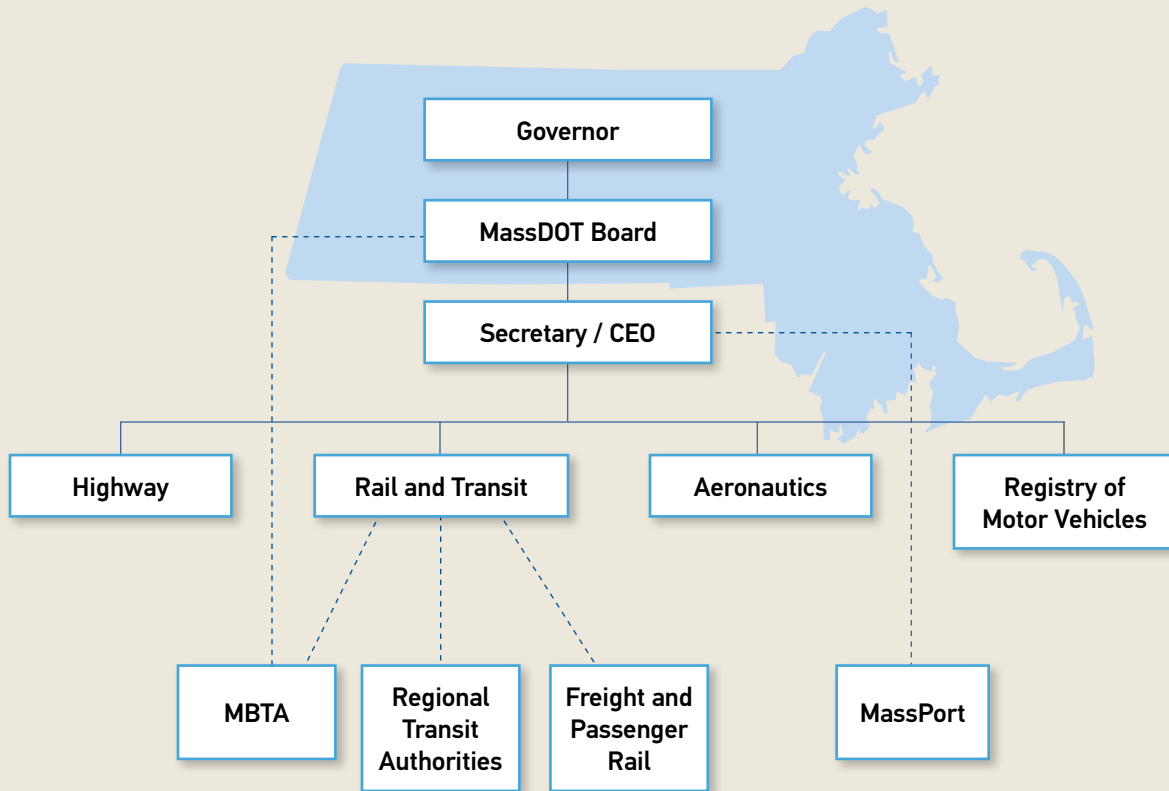 Governor
MassDOT Board
Secretary / CEO
Highway
Rail and Transit
Aeronautics
Registry of
Motor Vehicles
MBTA
Regional
Transit
Authorities
Freight and
Passenger
Rail
MassPort